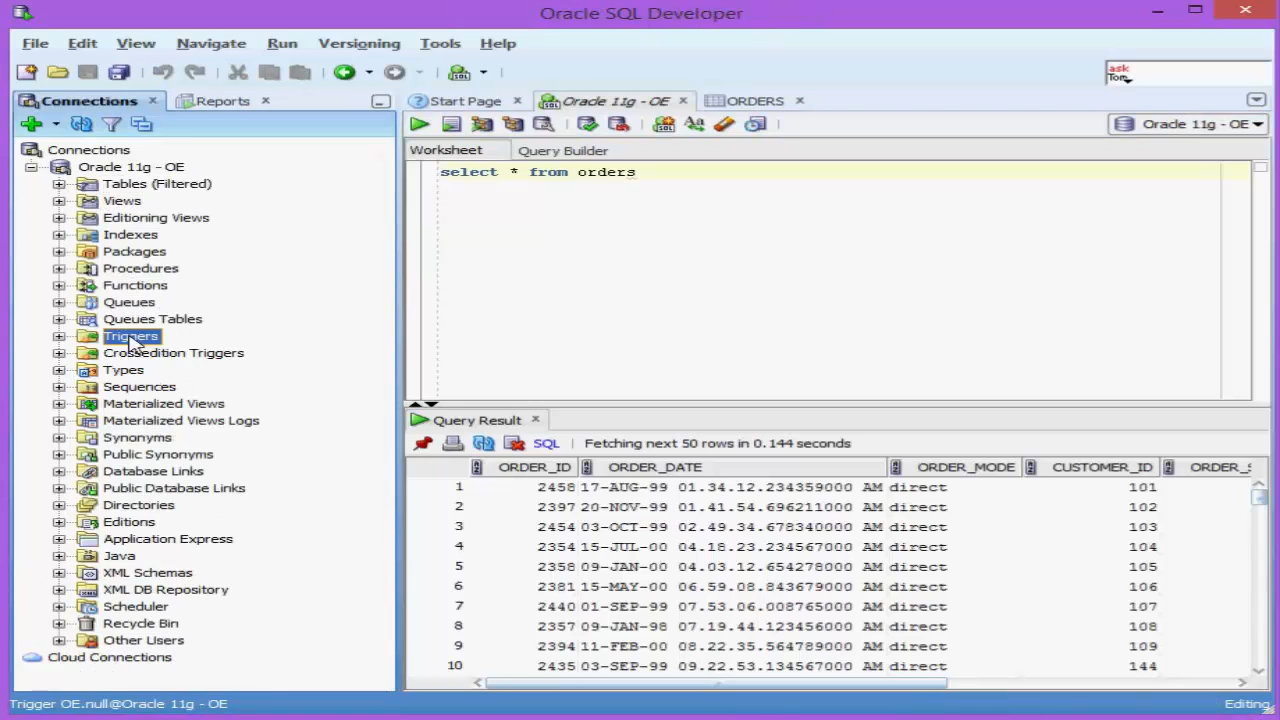 Oracle SQL Developer
File Edit View Navigate Run Versioning Tools Help
ask
Tom
Connections Reports
Start Page Oracle 11g - OE ORDERS
Oracle 11g - OE
Connections
Oracle 11g - OE
Tables (Filtered)
Views
Editioning Views
Indexes
Packages
Procedures
Functions
Queues
Queues Tables
Triggers
Crossedition Triggers
Types
Sequences
Materialized Views
Materialized Views Logs
Synonyms
Public Synonyms
Database Links
Public Database Links
Directories
Editions
Application Express
Java
XML Schemas
XML DB Repository
Scheduler
Recycle Bin
Other Users
Cloud Connections
Worksheet Query Builder
select * from orders
Query Result
SQL Fetching next 50 rows in 0.144 seconds
ORDER_ID ORDER_DATE ORDER_MODE CUSTOMER_ID ORDER_S
1 2458 17-AUG-99 01.34.12.234359000 AM direct 101
2 2397 20-NOV-99 01.41.54.696211000 AM direct 102
3 2454 03-OCT-99 02.49.34.678340000 AM direct 103
4 2354 15-JUL-00 04.18.23.234567000 AM direct 104
5 2358 09-JAN-00 04.03.12.654278000 AM direct 105
6 2381 15-MAY-00 06.59.08.843679000 AM direct 106
7 2440 01-SEP-99 07.53.06.008765000 AM direct 107
8 2357 09-JAN-98 07.19.44.123456000 AM direct 108
9 2394 11-FEB-00 08.22.35.564789000 AM direct 109
10 2435 03-SEP-99 09.22.53.134567000 AM direct 144
Trigger OE.null@Oracle 11g - OE
Editing